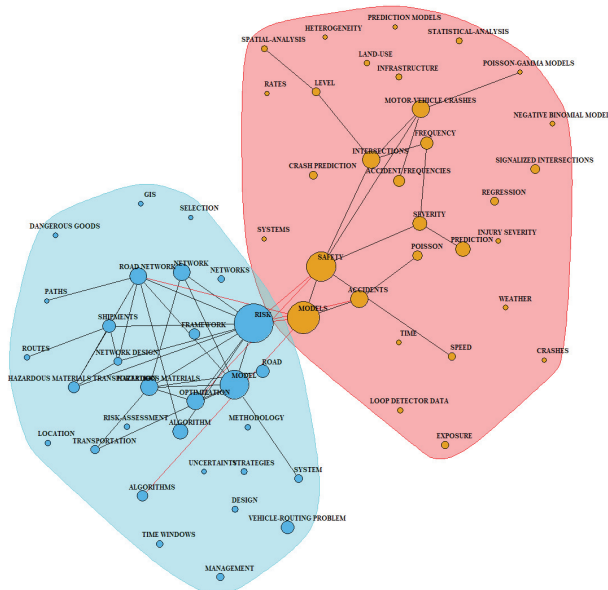 PREDICTION MODELS
HETEROGENEITY
STATISTICAL-ANALYSIS
SPATIAL-ANALYSIS
LAND-USE
POISSON-GAMMA MODELS
INFRASTRUCTURE
LEVEL
RATES
MOTOR-VEHICLE CRASHES
NEGATIVE BINOMIAL MODEL
FREQUENCY
INTERSECTIONS
SIGNALIZED INTERSECTIONS
CRASH PREDICTION
ACCIDENT FREQUENCIES
REGRESSION
GIS
SELECTION
SEVERITY
DANGEROUS GOODS
SYSTEMS
INJURY SEVERITY
PREDICTION
POISSON
SAFETY
NETWORK
ROAD NETWORK
NETWORKS
PATHS
ACCIDENTS
WEATHER
MODELS
RISK
SHIPMENTS
FRAMEWORK
TIME
ROUTES
SPEED
CRASHES
NETWORK DESIGN
ROAD
MODEL
HAZARDOUS MATERIALS
OPTIMIZATION
LOOP DETECTOR DATA
RISK-ASSESSMENT
METHODOLOGY
ALGORITHM
LOCATION
TRANSPORTATION
EXPOSURE
STRATEGIES
SYSTEM
ALGORITHMS
DESIGN
VEHICLE-ROUTING PROBLEM
TIME WINDOWS
MANAGEMENT